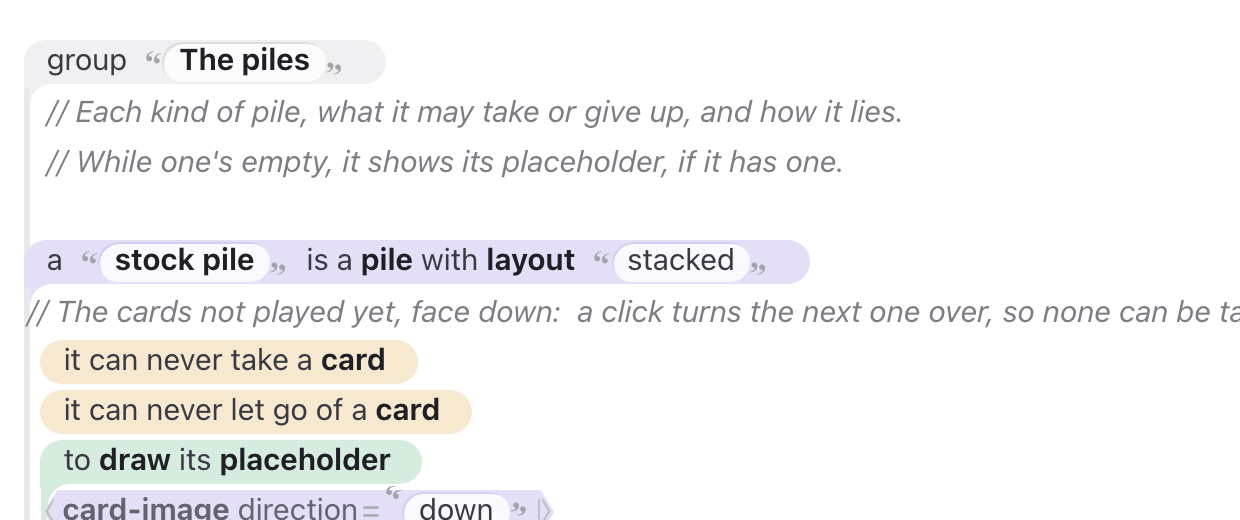 group “The piles”
// Each kind of pile, what it may take or give up, and how it lies.
// While one's empty, it shows its placeholder, if it has one.
a “stock pile” is a pile with layout “stacked”
// The cards not played yet, face down:  a click turns the next one over, so none can be
it can never take a card
it can never let go of a card
to draw its placeholder
card-image direction=“down”